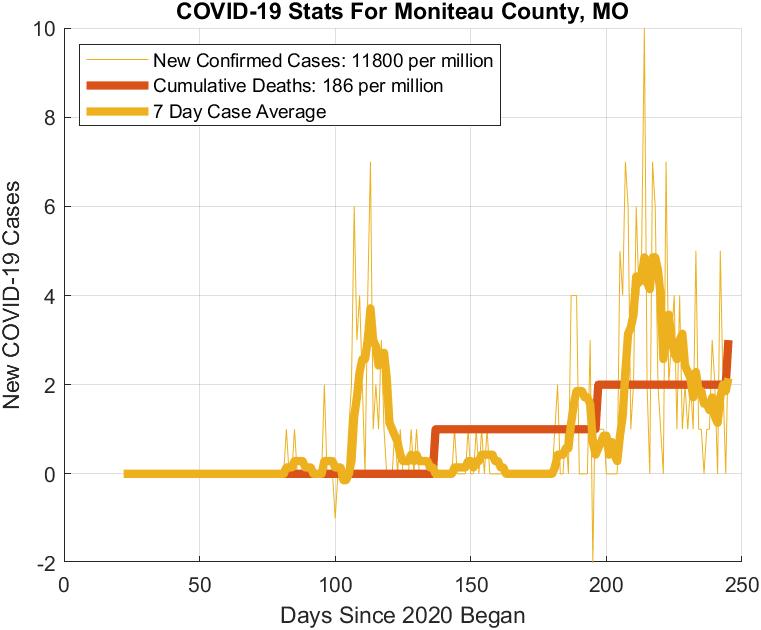 COVID-19 Stats For Moniteau County, MO
10
8
6
4
2
0
-2
New COVID-19 Cases
New Confirmed Cases: 11800 per million
Cumulative Deaths: 186 per million
7 Day Case Average
0 50 100 150 200 250
Days Since 2020 Began